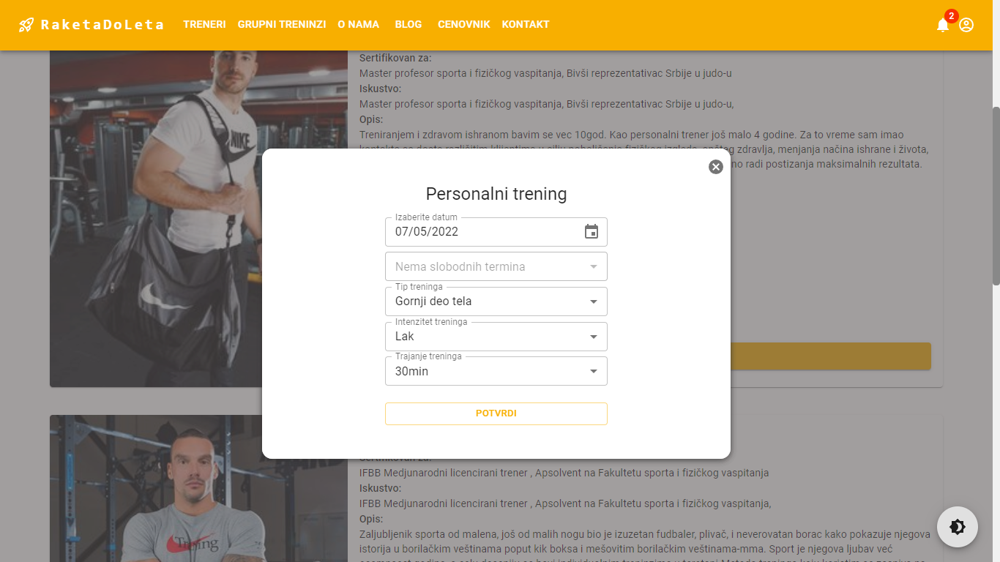 RaketaDoLeta TRENERI GRUPNI TRENINZI O NAMA BLOG CENOVNIK KONTAKT 2
Sertifikovan za:
Master profesor sporta i fizičkog vaspitanja, Bivši reprezentativac Srbije u judo-u
Iskustvo:
Master profesor sporta i fizičkog vaspitanja, Bivši reprezentativac Srbije u judo-u,
Opis:
Treniranjem i zdravom ishranom bavim se vec 10god. Kao personalni trener još malo 4 godine. Za to vreme sam imao
zdravlja, menjanja načina ishrane i života,
no radi postizanja maksimalnih rezultata.
NIKE
Personalni trening
Izaberite datum
07/05/2022
Nema slobodnih termina
Tip treninga
Gornji deo tela
Intenzitet treninga
Lak
Trajanje treninga
30min
POTVRDI
IFBB Medjunarodni licencirani trener , Apsolvent na Fakultetu sporta i fizičkog vaspitanja
Iskustvo:
IFBB Medjunarodni licencirani trener , Apsolvent na Fakultetu sporta i fizičkog vaspitanja,
Opis:
Zaljubljenik sporta od malena, još od malih nogu bio je izuzetan fudbaler, plivač, i neverovatan borac kako pokazuje njegova
istorija u borilačkim veštinama poput kik boksa i mešovitim borilačkim veštinama-mma. Sport je njegova ljubav već